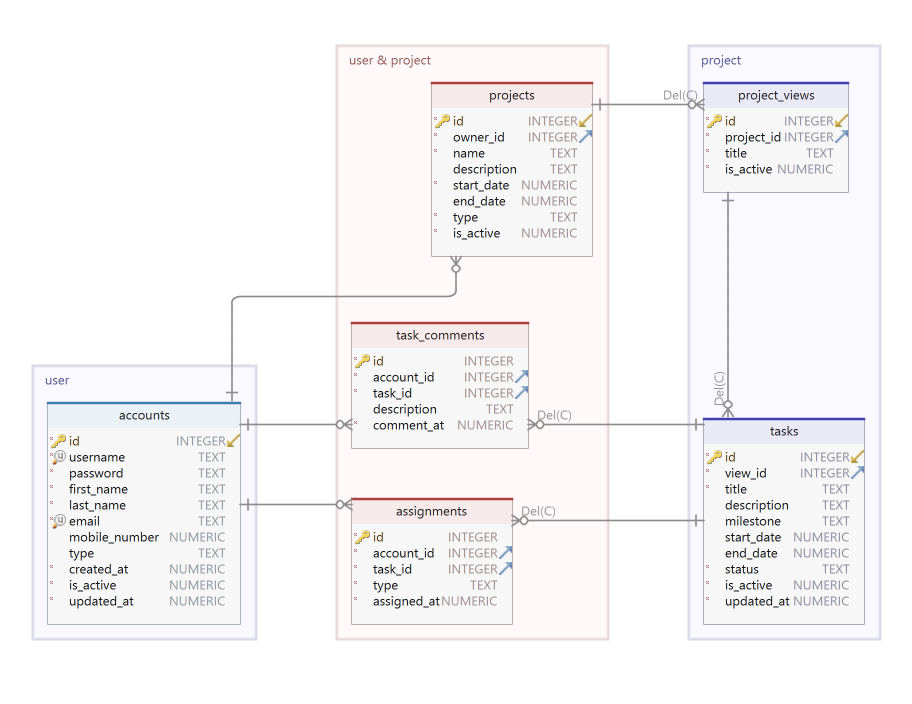 user & project
projects
id INTEGER
owner_id INTEGER
name TEXT
description TEXT
start_date NUMERIC
end_date NUMERIC
type TEXT
is_active NUMERIC
Del(C)
project
project_views
id INTEGER
project_id INTEGER
title TEXT
is_active NUMERIC
task_comments
id INTEGER
account_id INTEGER
task_id INTEGER
description TEXT
comment_at NUMERIC
Del(C)
Del(C)
user
accounts
id INTEGER
username TEXT
password TEXT
first_name TEXT
last_name TEXT
email TEXT
mobile_number NUMERIC
type TEXT
created_at NUMERIC
is_active NUMERIC
updated_at NUMERIC
assignments
id INTEGER
account_id INTEGER
task_id INTEGER
type TEXT
assigned_at NUMERIC
Del(C)
tasks
id INTEGER
view_id INTEGER
title TEXT
description TEXT
milestone TEXT
start_date NUMERIC
end_date NUMERIC
status TEXT
is_active NUMERIC
updated_at NUMERIC